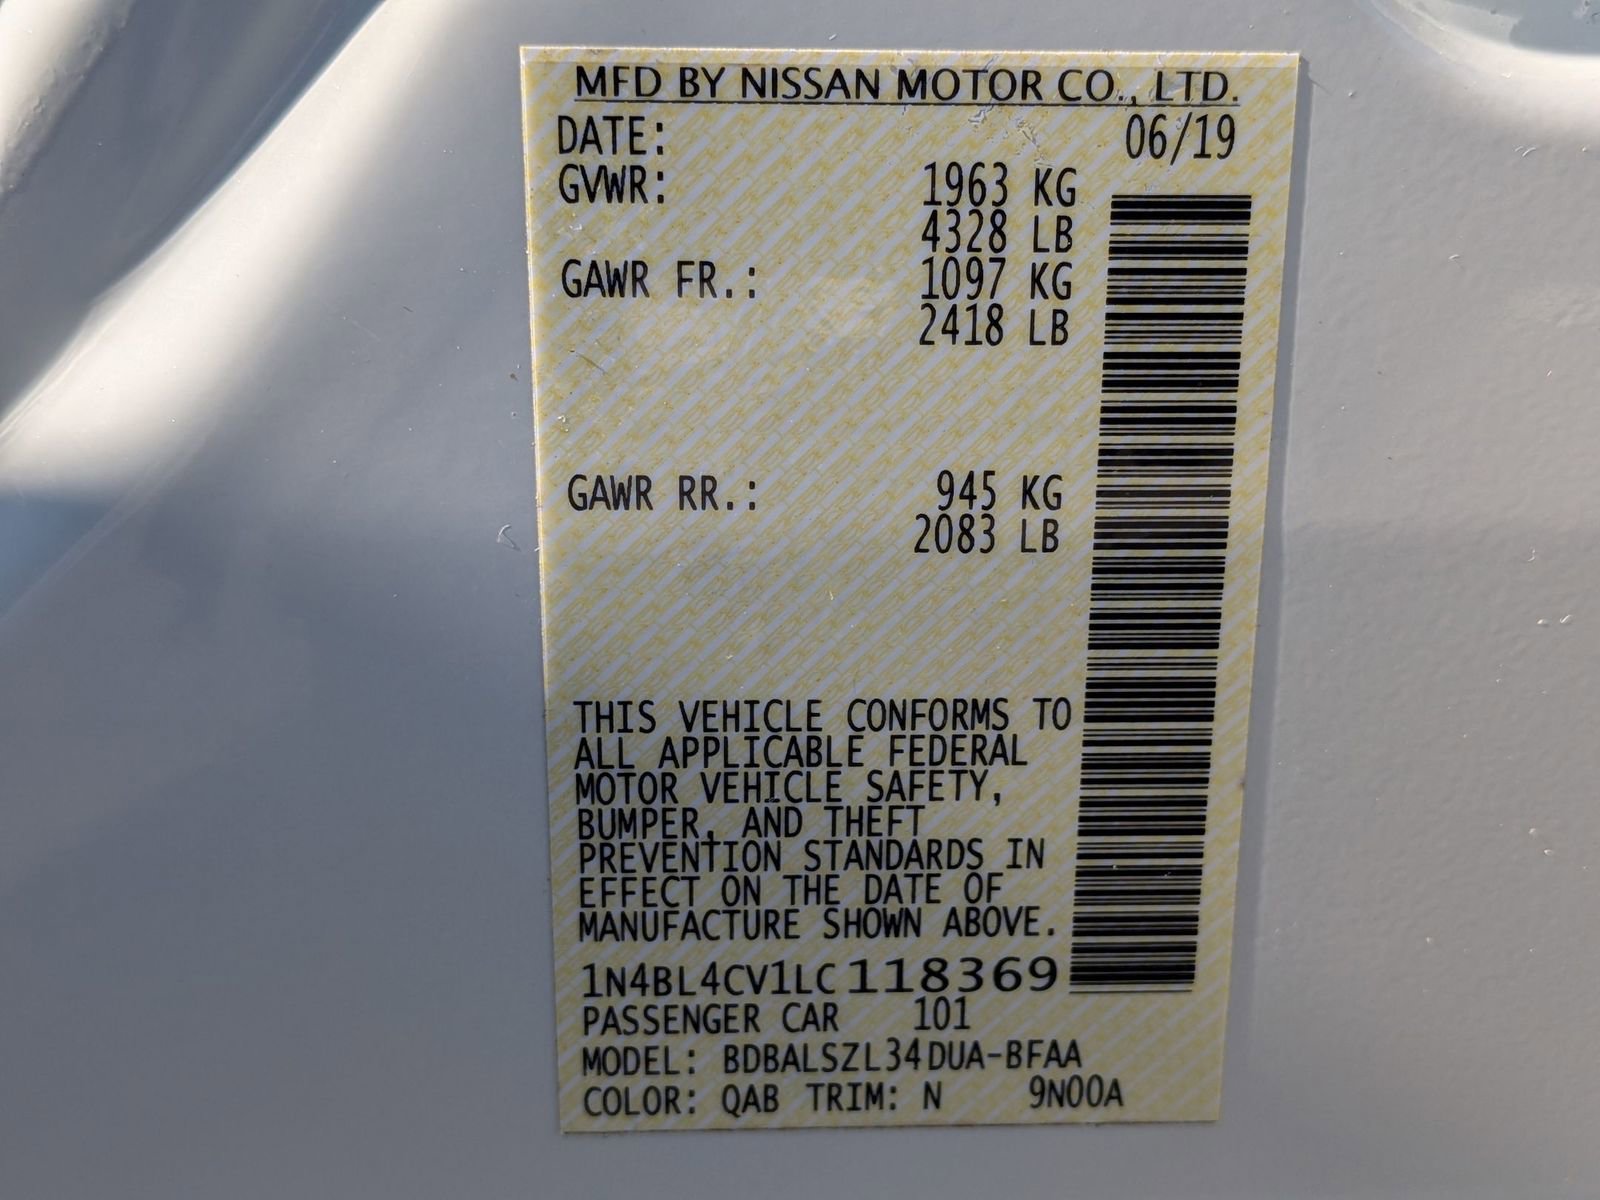 MFD BY NISSAN MOTOR CO., LTD.
DATE: 06/19
GVWR: 1963 KG
4328 LB
GAWR FR.: 1097 KG
2418 LB
GAWR RR.: 945 KG
2083 LB
THIS VEHICLE CONFORMS TO
ALL APPLICABLE FEDERAL
MOTOR VEHICLE SAFETY,
BUMPER, AND THEFT
PREVENTION STANDARDS IN
EFFECT ON THE DATE OF
MANUFACTURE SHOWN ABOVE.
1N4BL4CV1LC118369
PASSENGER CAR 101
MODEL: BDBALSZL34DUA-BFAA
COLOR: QAB TRIM: N 9N00A